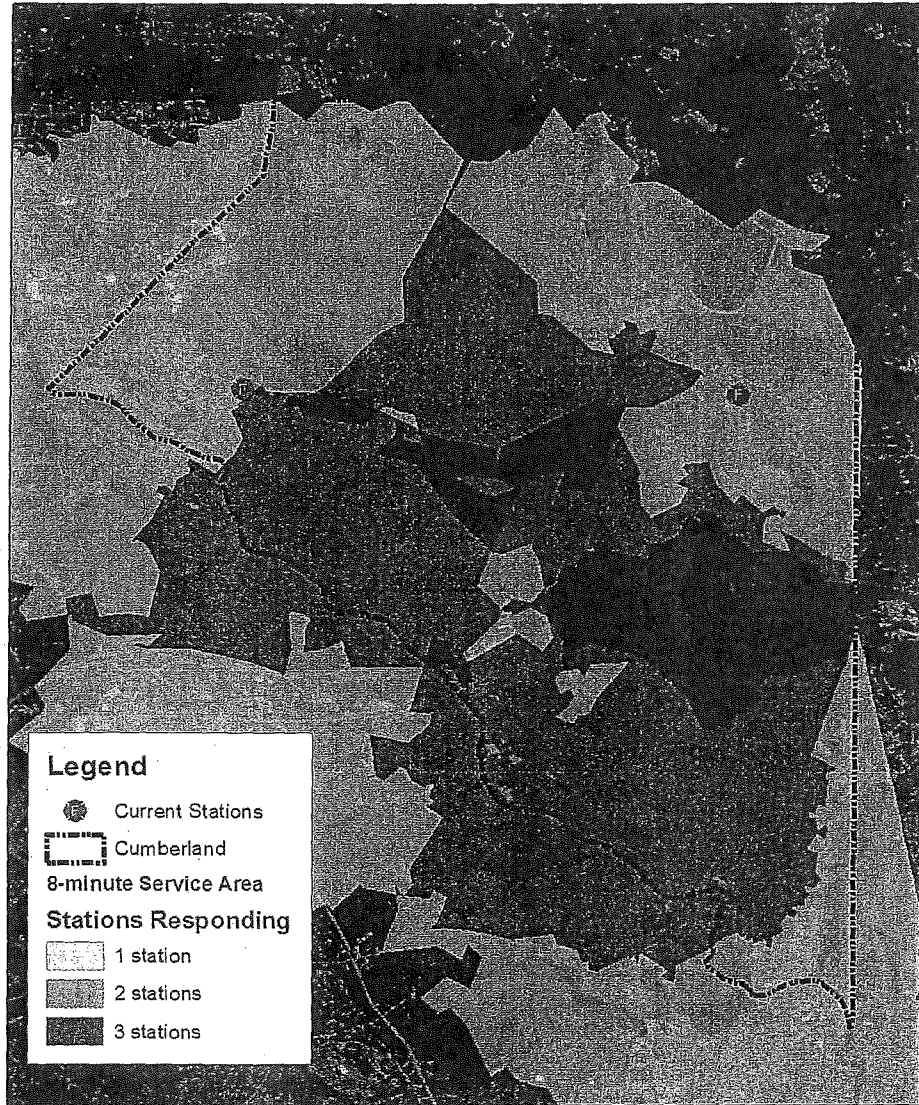 F
Legend
F Current Stations
Cumberland
8-minute Service Area
Stations Responding
1 station
2 stations
3 stations